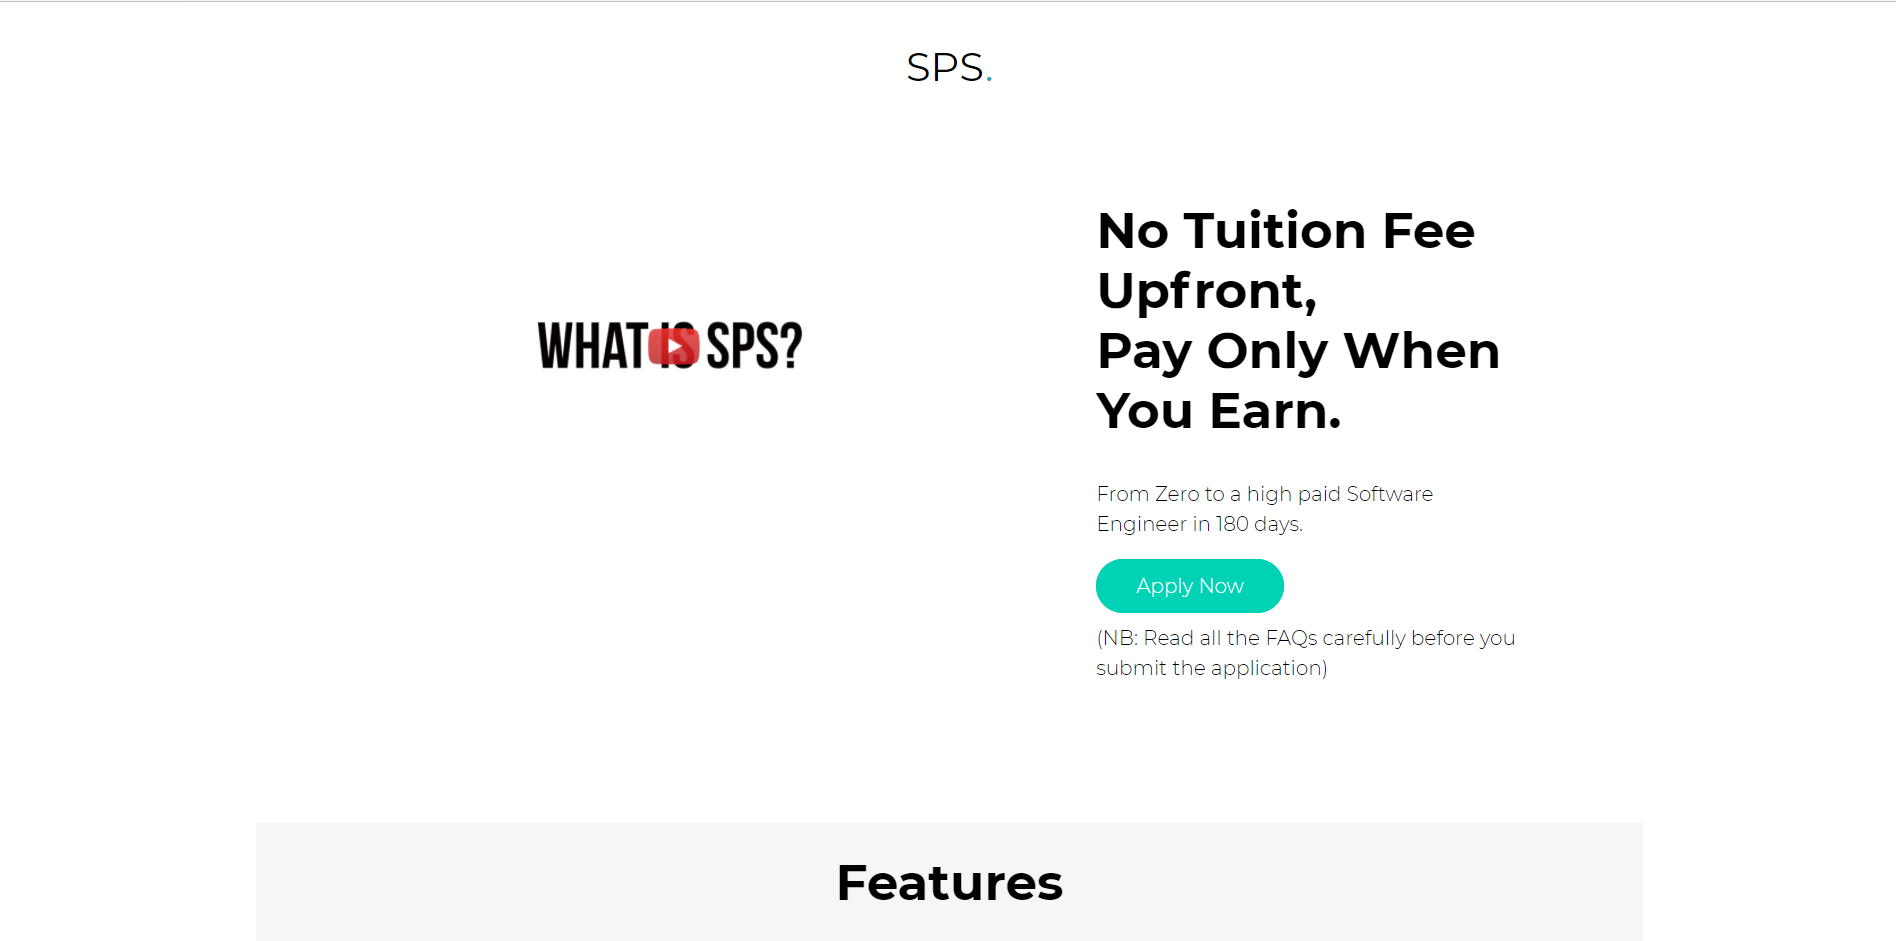 SPS.
WHAT IS SPS?
No Tuition Fee
Upfront,
Pay Only When
You Earn.
From Zero to a high paid Software
Engineer in 180 days.
Apply Now
(NB: Read all the FAQs carefully before you
submit the application)
Features